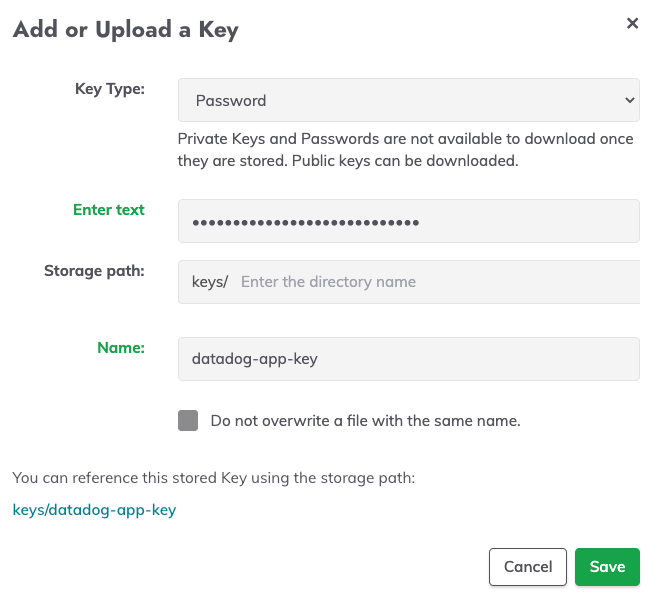 Add or Upload a Key
×
Key Type:
Password
Private Keys and Passwords are not available to download once
they are stored. Public keys can be downloaded.
Enter text
••••••••••••••••••••••••••••
Storage path:
keys/ Enter the directory name
Name:
datadog-app-key
Do not overwrite a file with the same name.
You can reference this stored Key using the storage path:
keys/datadog-app-key
Cancel
Save